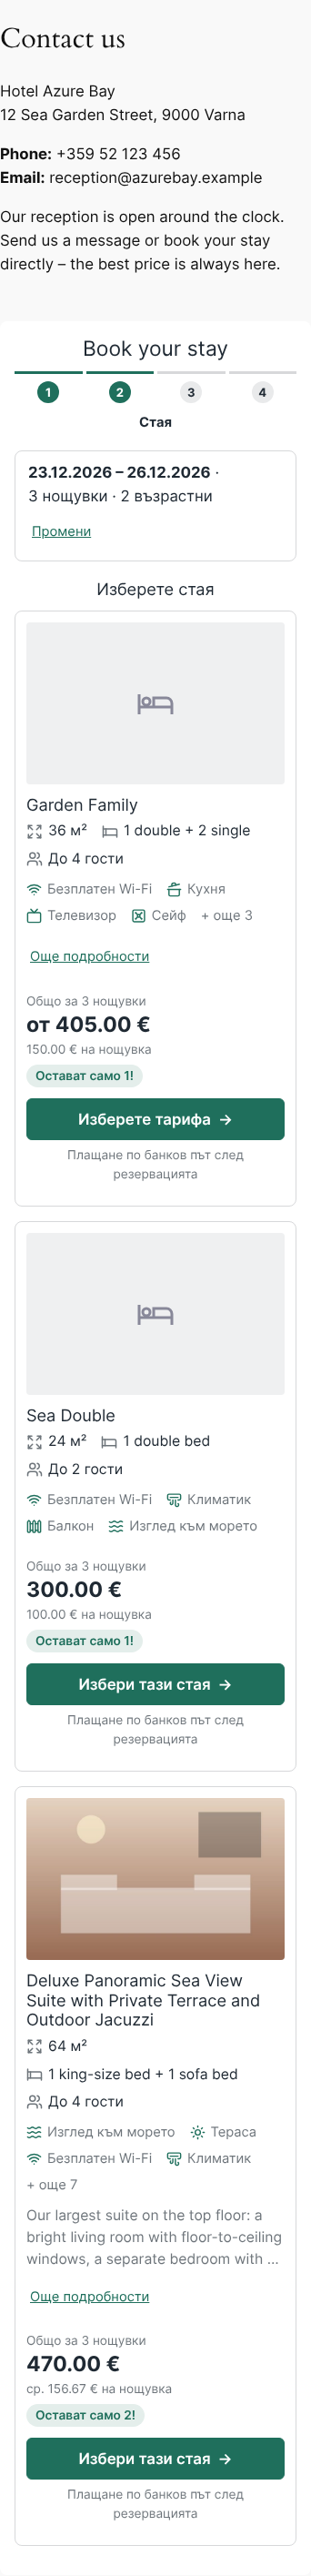 Contact us
Hotel Azure Bay
12 Sea Garden Street, 9000 Varna
Phone: +359 52 123 456
Email: reception@azurebay.example
Our reception is open around the clock.
Send us a message or book your stay
directly – the best price is always here.
Book your stay
1 2 3 4
Стая
23.12.2026 – 26.12.2026 ·
3 нощувки · 2 възрастни
Промени
Изберете стая
Garden Family
36 м² 1 double + 2 single
До 4 гости
Безплатен Wi-Fi Кухня
Телевизор Сейф + още 3
Още подробности
Общо за 3 нощувки
от 405.00 €
150.00 € на нощувка
Остават само 1!
Изберете тарифа →
Плащане по банков път след
резервацията
Sea Double
24 м² 1 double bed
До 2 гости
Безплатен Wi-Fi Климатик
Балкон Изглед към морето
Общо за 3 нощувки
300.00 €
100.00 € на нощувка
Остават само 1!
Избери тази стая →
Плащане по банков път след
резервацията
Deluxe Panoramic Sea View
Suite with Private Terrace and
Outdoor Jacuzzi
64 м²
1 king-size bed + 1 sofa bed
До 4 гости
Изглед към морето Тераса
Безплатен Wi-Fi Климатик
+ още 7
Our largest suite on the top floor: a
bright living room with floor-to-ceiling
windows, a separate bedroom with ...
Още подробности
Общо за 3 нощувки
470.00 €
ср. 156.67 € на нощувка
Остават само 2!
Избери тази стая →
Плащане по банков път след
резервацията